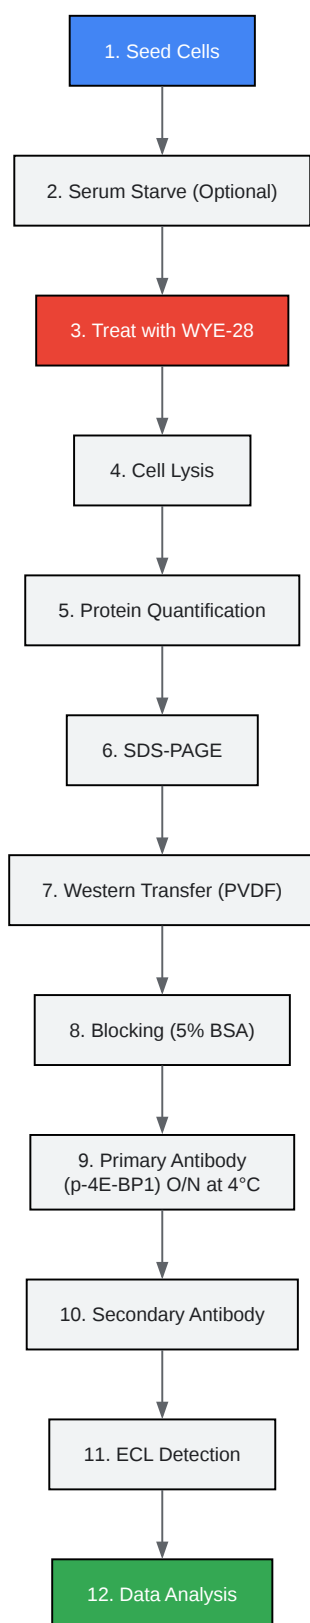 1. Seed Cells
2. Serum Starve (Optional)
3. Treat with WYE-28
4. Cell Lysis
5. Protein Quantification
6. SDS-PAGE
7. Western Transfer (PVDF)
8. Blocking (5% BSA)
9. Primary Antibody
(p-4E-BP1) O/N at 4°C
10. Secondary Antibody
11. ECL Detection
12. Data Analysis